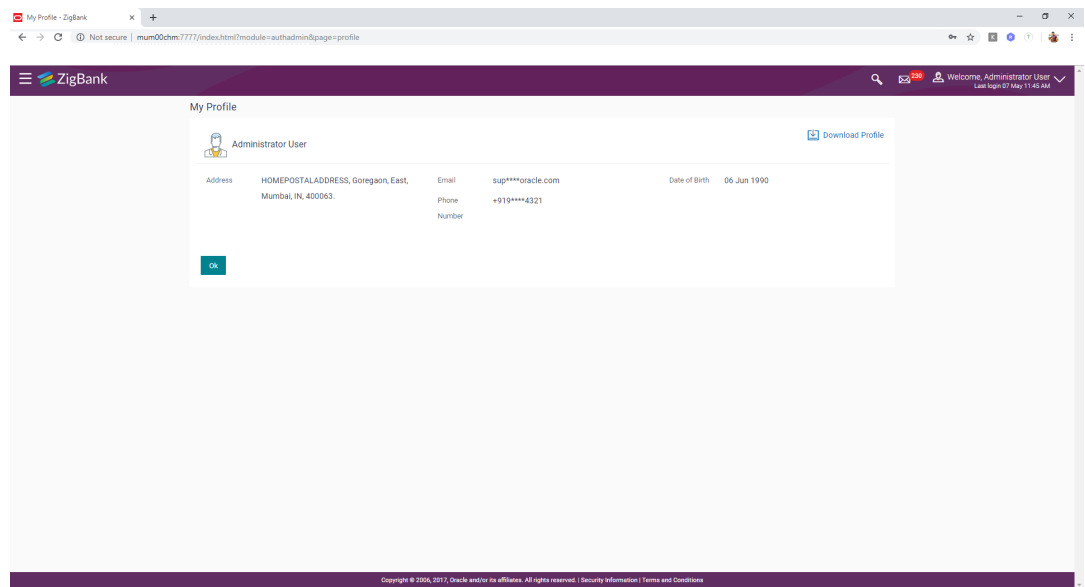 My Profile - ZigBank
Not secure | mum00chm:7777/index.html?module=authadmin&page=profile
ZigBank
230
Welcome, Administrator User
Last login 07 May 11:45 AM
My Profile
Administrator User
Download Profile
Address
HOMEPOSTALADDRESS, Goregaon, East,
Mumbai, IN, 400063.
Email
sup****oracle.com
Phone
Number
+919****4321
Date of Birth
06 Jun 1990
Ok
Copyright © 2006, 2017, Oracle and/or its affiliates. All rights reserved. | Security Information | Terms and Conditions